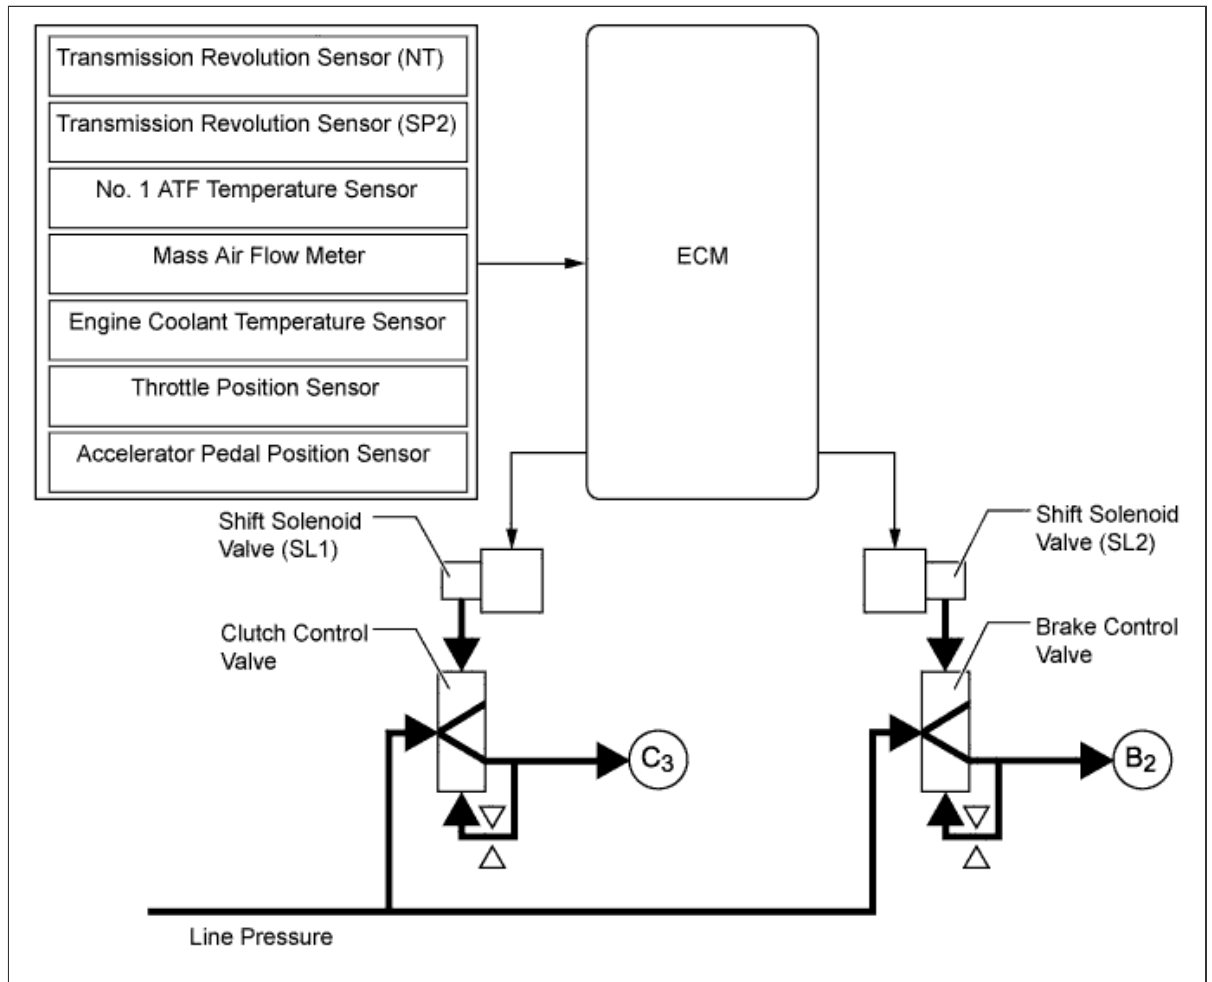 Transmission Revolution Sensor (NT)
Transmission Revolution Sensor (SP2)
No. 1 ATF Temperature Sensor
Mass Air Flow Meter
Engine Coolant Temperature Sensor
Throttle Position Sensor
Accelerator Pedal Position Sensor
ECM
Shift Solenoid
Valve (SL1)
Shift Solenoid
Valve (SL2)
Clutch Control
Valve
Brake Control
Valve
C3
B2
Line Pressure